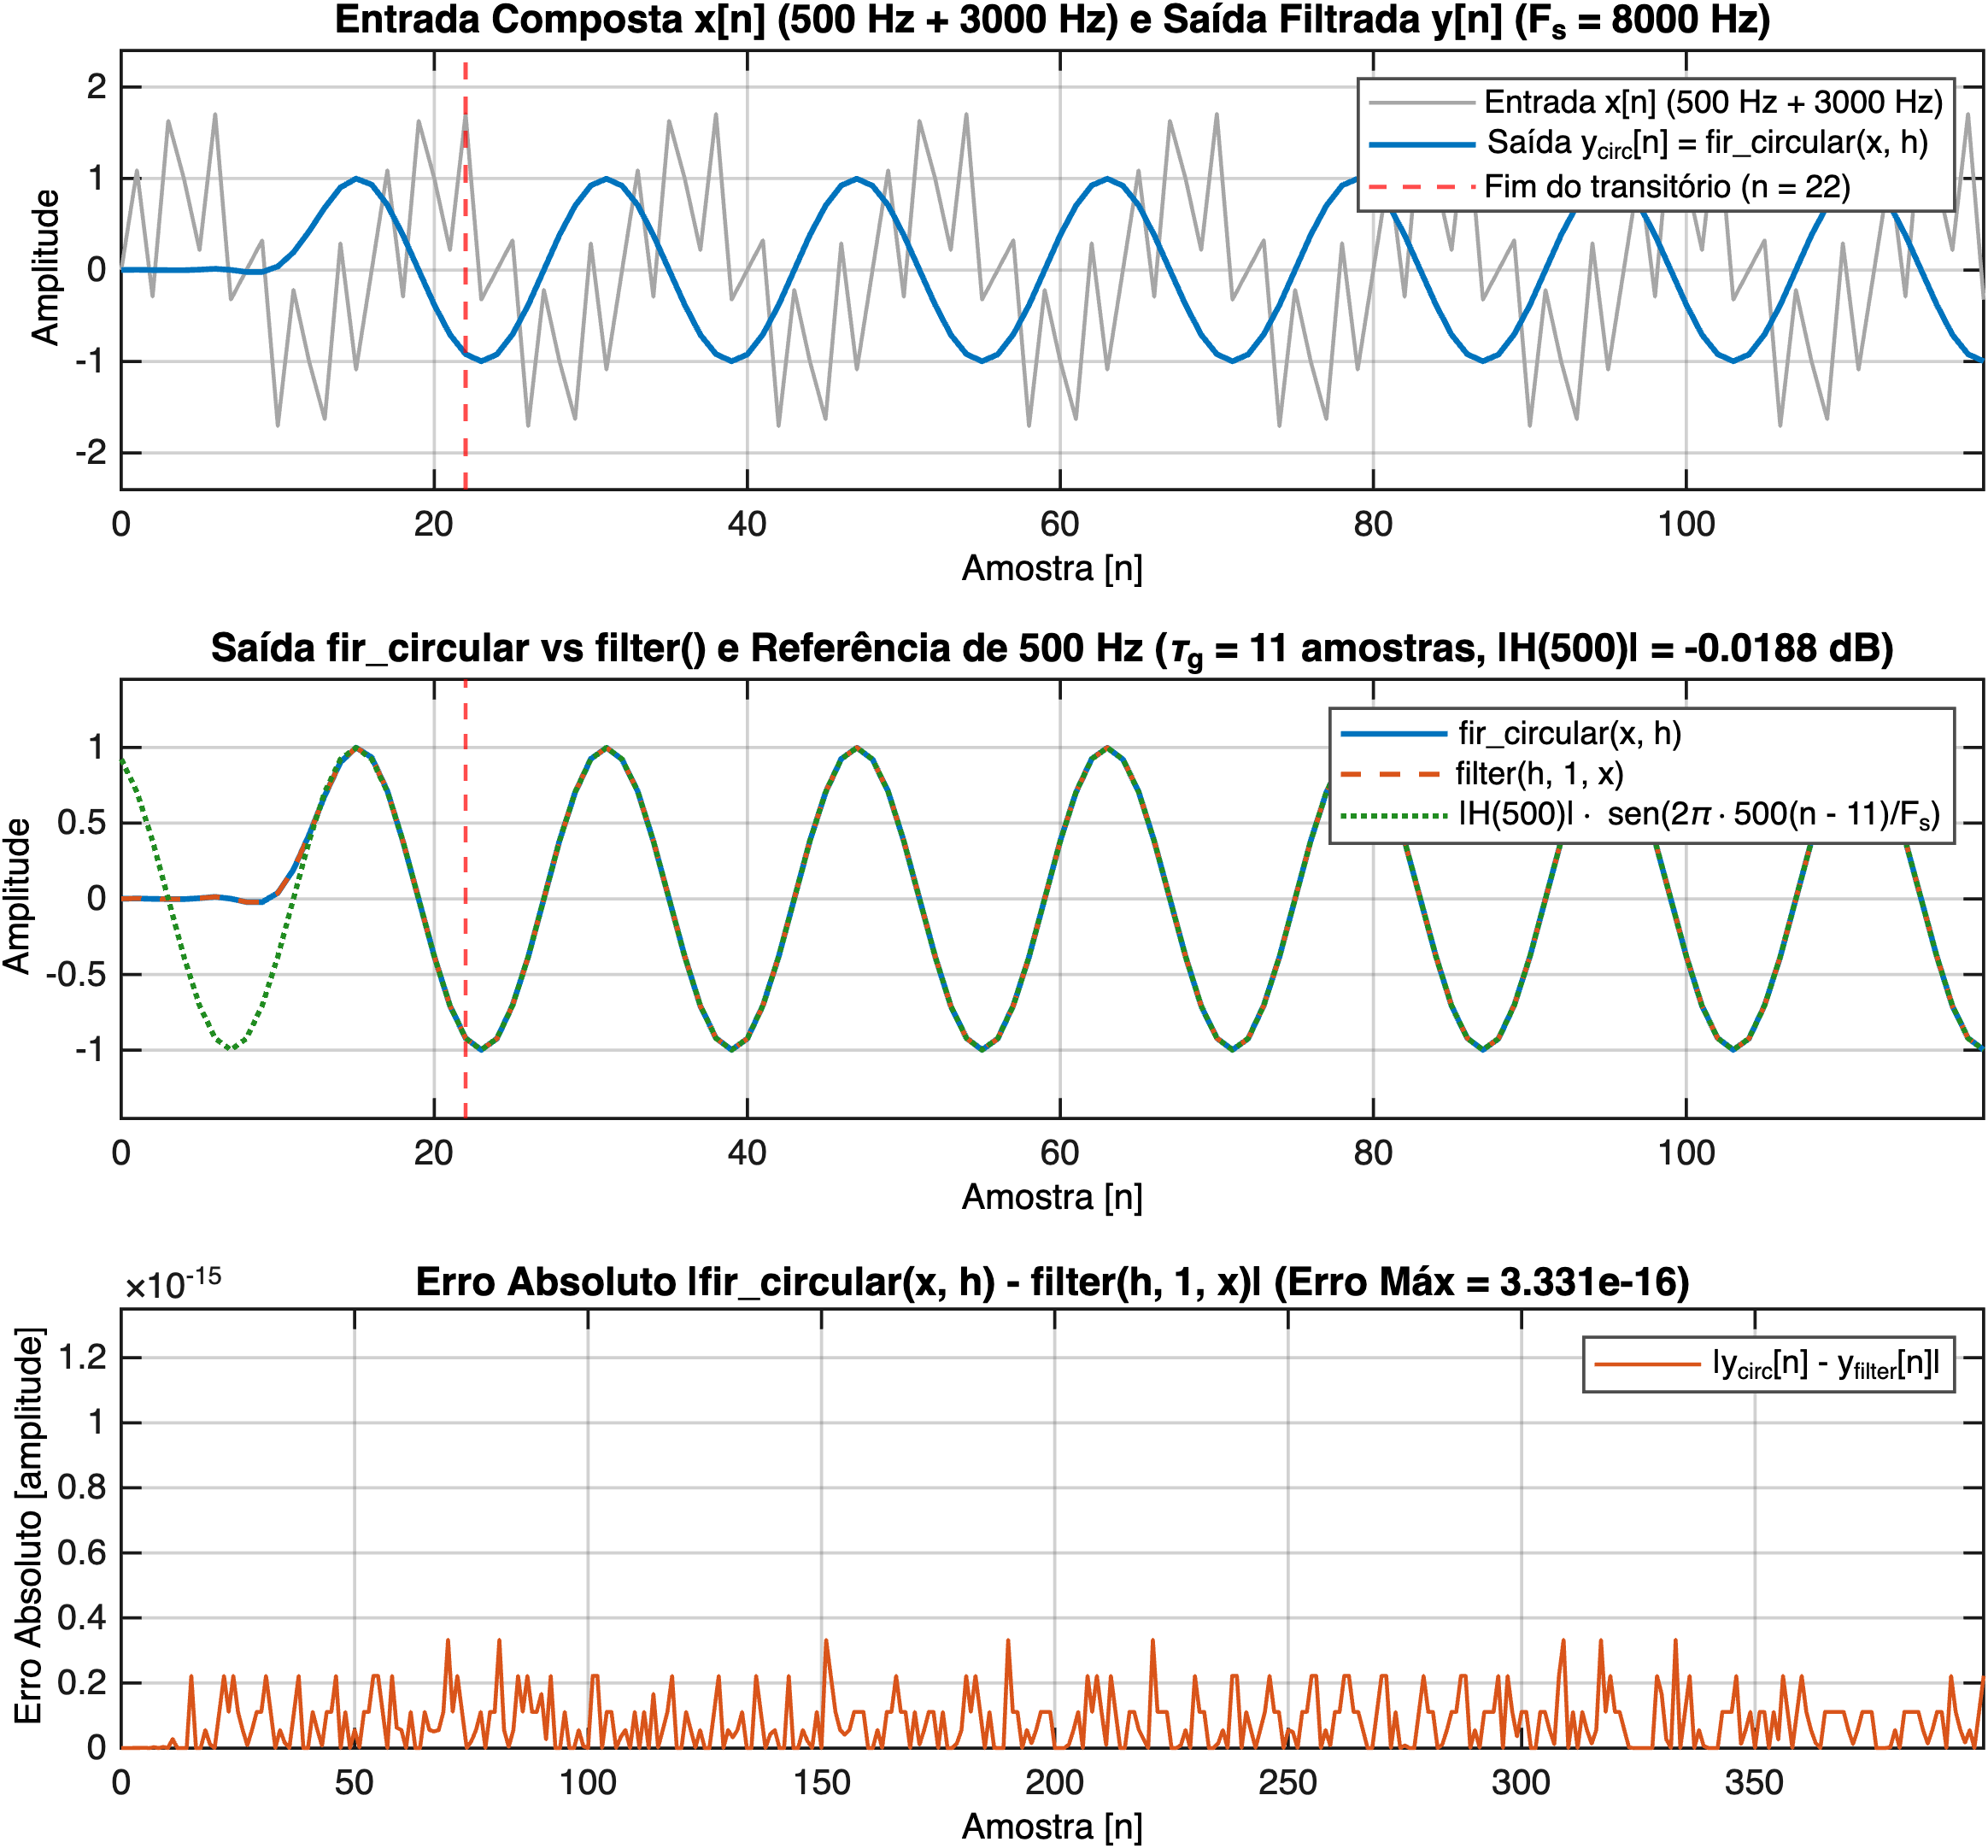 Entrada Composta x[n] (500 Hz + 3000 Hz) e Saída Filtrada y[n] (Fs = 8000 Hz)
Amplitude
2
1
0
-1
-2
Entrada x[n] (500 Hz + 3000 Hz)
Saída ycirc[n] = fir_circular(x, h)
Fim do transitório (n = 22)
0 20 40 60 80 100
Amostra [n]
Saída fir_circular vs filter() e Referência de 500 Hz (τg = 11 amostras, |H(500)| = -0.0188 dB)
Amplitude
1
0.5
0
-0.5
-1
fir_circular(x, h)
filter(h, 1, x)
|H(500)| · sen(2π · 500(n - 11)/Fs)
0 20 40 60 80 100
Amostra [n]
×10-15
Erro Absoluto |fir_circular(x, h) - filter(h, 1, x)| (Erro Máx = 3.331e-16)
Erro Absoluto [amplitude]
1.2
1
0.8
0.6
0.4
0.2
0
|ycirc[n] - yfilter[n]|
0 50 100 150 200 250 300 350
Amostra [n]